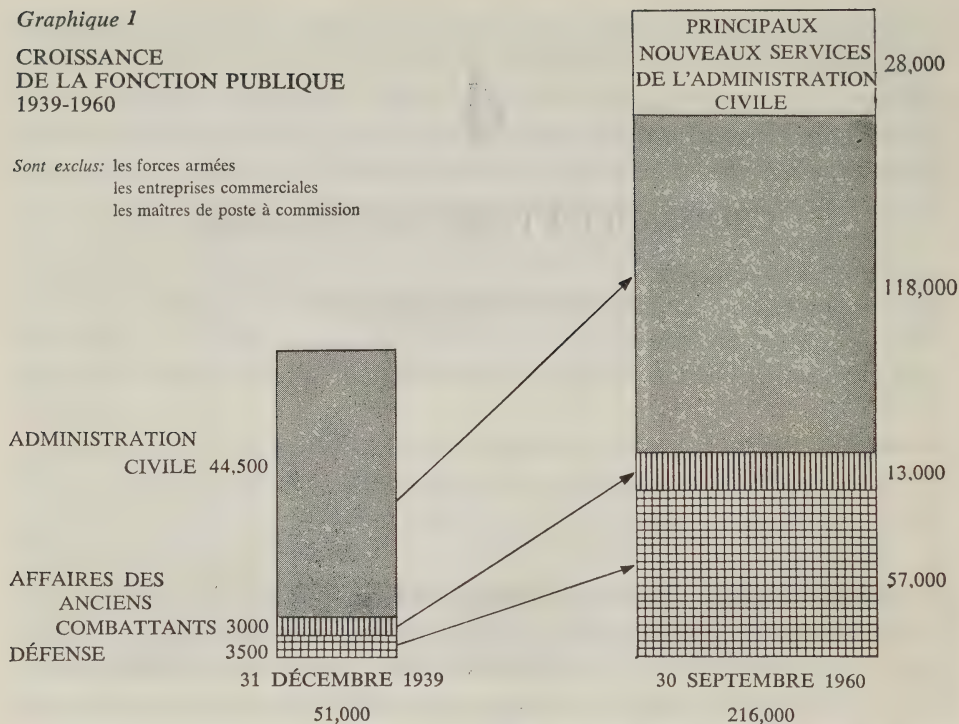 Graphique 1
CROISSANCE
DE LA FONCTION PUBLIQUE
1939-1960
Sont exclus: les forces armées
les entreprises commerciales
les maîtres de poste à commission
PRINCIPAUX
NOUVEAUX SERVICES
DE L'ADMINISTRATION
CIVILE
28,000
118,000
13,000
57,000
ADMINISTRATION
CIVILE 44,500
AFFAIRES DES
ANCIENS
COMBATTANTS 3000
DÉFENSE 3500
31 DÉCEMBRE 1939
51,000
30 SEPTEMBRE 1960
216,000